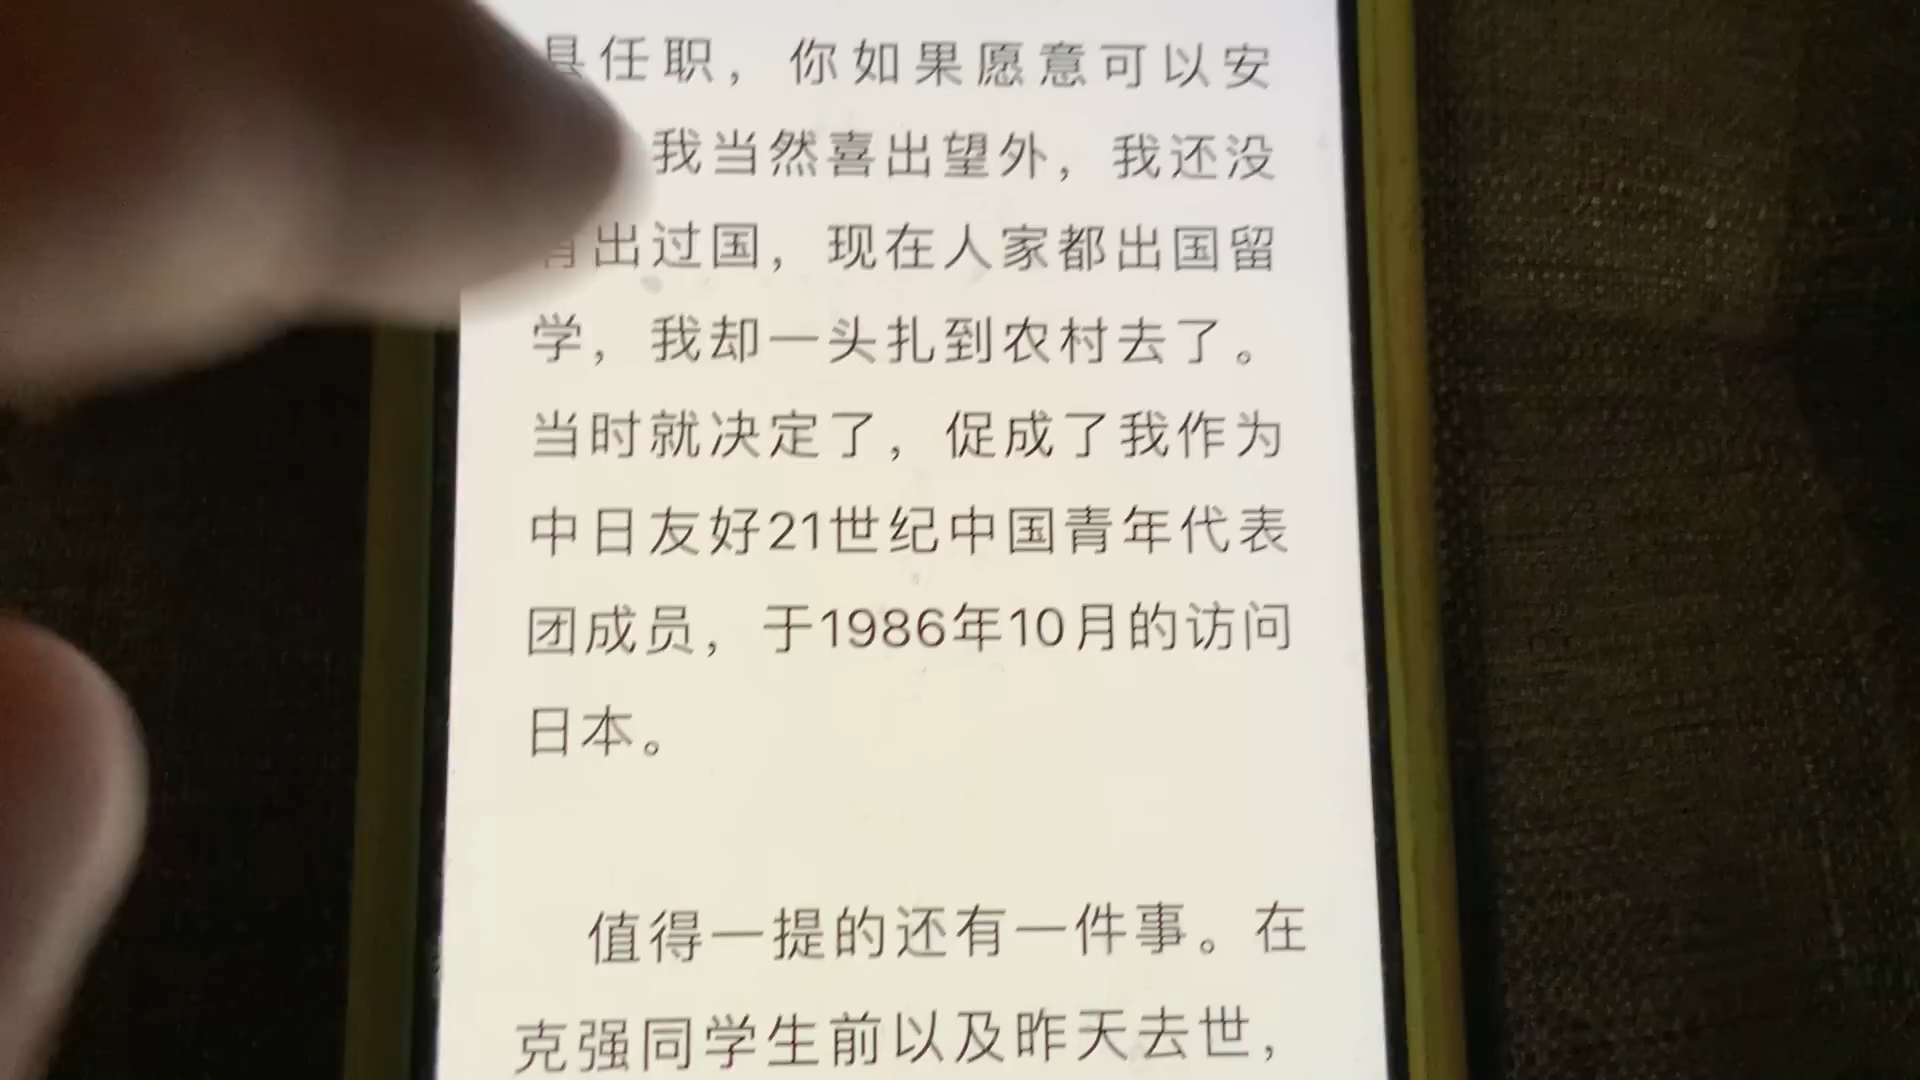 县任职，你如果愿意可以安
我当然喜出望外，我还没
有出过国，现在人家都出国留
学，我却一头扎到农村去了。
当时就决定了，促成了我作为
中日友好21世纪中国青年代表
团成员，于1986年10月的访问
日本。
值得一提的还有一件事。在
克强同学生前以及昨天去世，